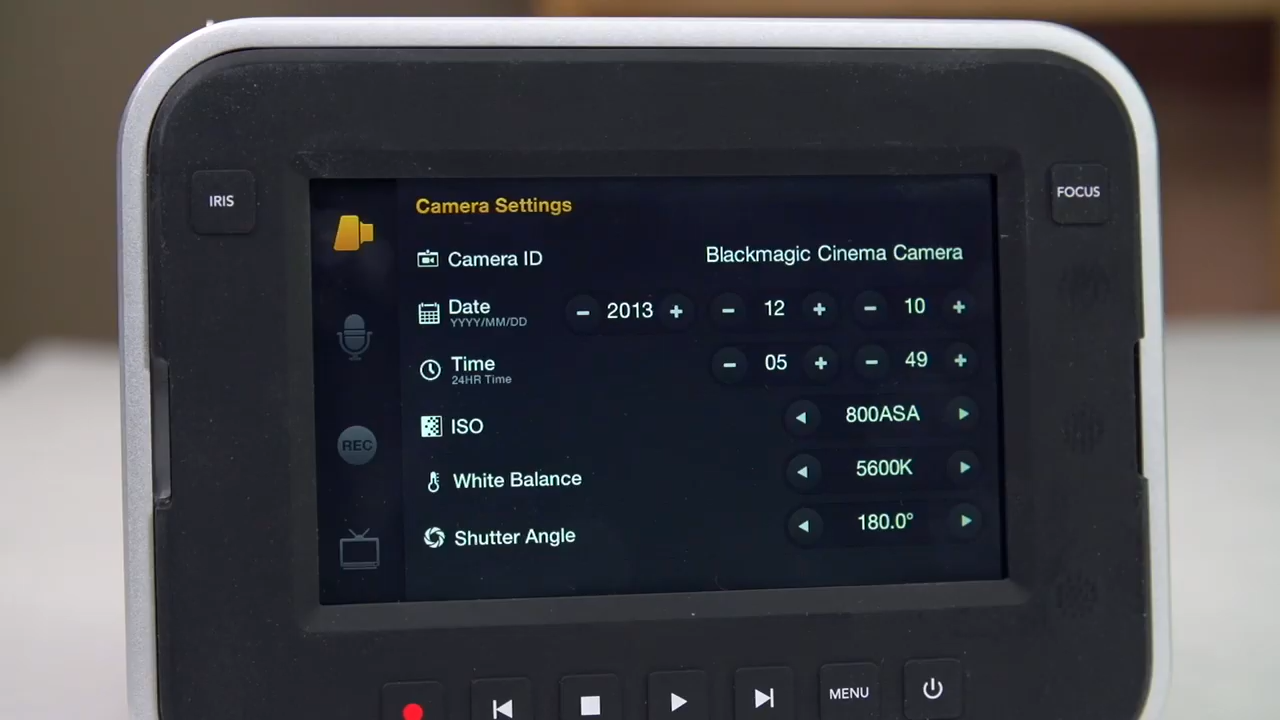 IRIS
FOCUS
Camera Settings
Camera ID Blackmagic Cinema Camera
Date - 2013 + - 12 + - 10 +
YYYY/MM/DD
Time - 05 + - 49 +
24HR Time
ISO 800ASA
REC
White Balance 5600K
Shutter Angle 180.0°
MENU